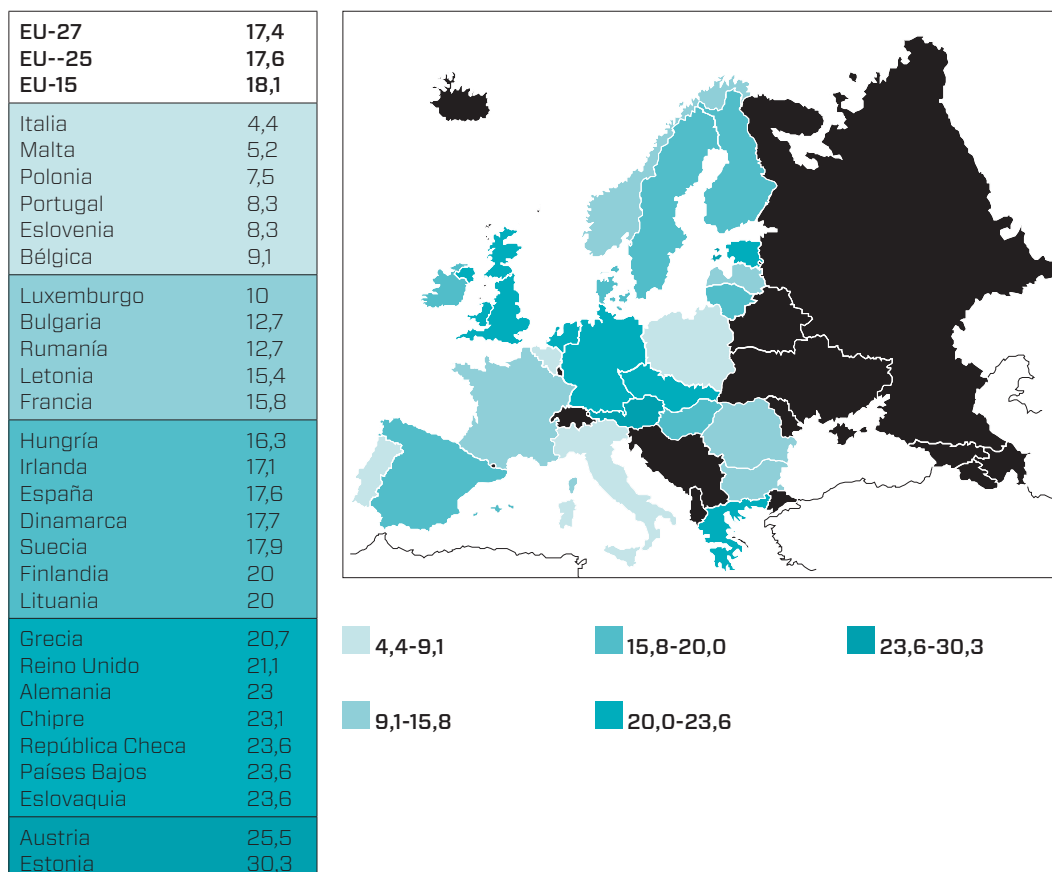 EU-27 17,4
EU--25 17,6
EU-15 18,1
Italia 4,4
Malta 5,2
Polonia 7,5
Portugal 8,3
Eslovenia 8,3
Bélgica 9,1
Luxemburgo 10
Bulgaria 12,7
Rumanía 12,7
Letonia 15,4
Francia 15,8
Hungría 16,3
Irlanda 17,1
España 17,6
Dinamarca 17,7
Suecia 17,9
Finlandia 20
Lituania 20
Grecia 20,7
Reino Unido 21,1
Alemania 23
Chipre 23,1
República Checa 23,6
Países Bajos 23,6
Eslovaquia 23,6
Austria 25,5
Estonia 30,3
4,4-9,1
15,8-20,0
23,6-30,3
9,1-15,8
20,0-23,6